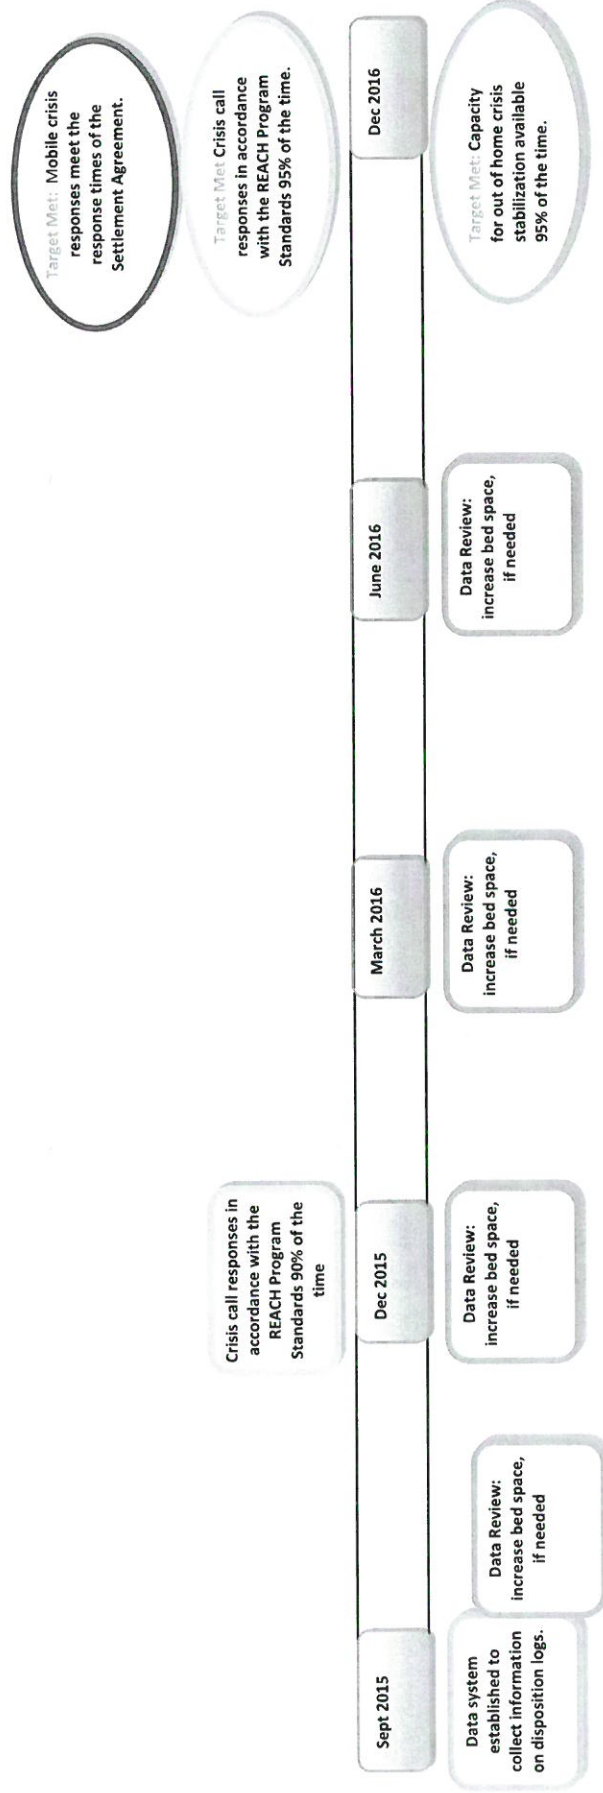 Target Met: Mobile crisis
responses meet the
response times of the
Settlement Agreement.
Crisis call responses in
accordance with the
REACH Program
Standards 90% of the
time
Target Met Crisis call
responses in accordance
with the REACH Program
Standards 95% of the time.
Sept 2015
Dec 2015
March 2016
June 2016
Dec 2016
Data system
established to
collect information
on disposition logs.
Data Review:
increase bed space,
if needed
Data Review:
increase bed space,
if needed
Data Review:
increase bed space,
if needed
Data Review:
increase bed space,
if needed
Target Met: Capacity
for out of home crisis
stabilization available
95% of the time.